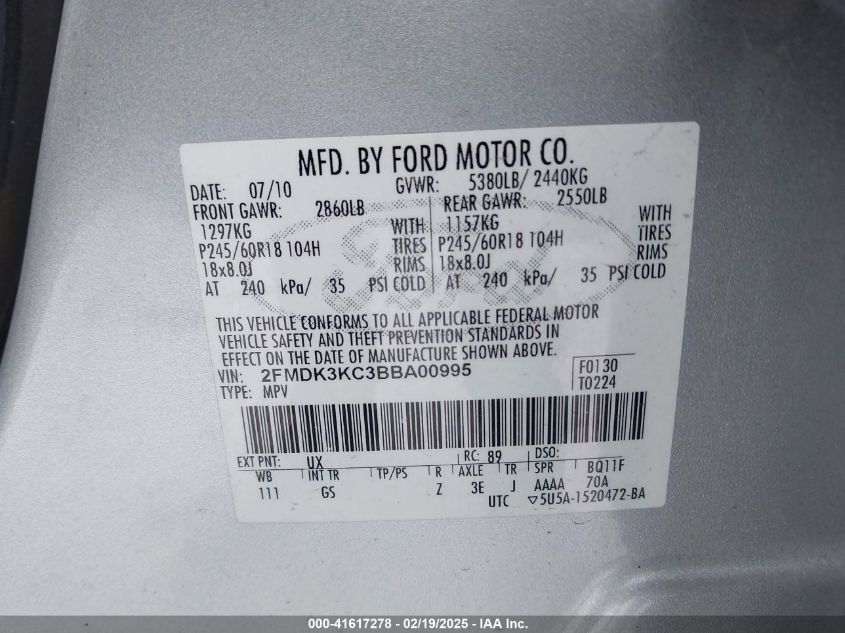 MFD. BY FORD MOTOR CO.
DATE: 07/10 GVWR: 5380LB/ 2440KG
FRONT GAWR: 2860LB REAR GAWR: 2550LB
1297KG WITH 1157KG WITH
P245/60R18 104H TIRES P245/60R18 104H TIRES
18x8.0J RIMS 18x8.0J RIMS
AT 240 kPa/ 35 PSI COLD AT 240 kPa/ 35 PSI COLD
Ford
THIS VEHICLE CONFORMS TO ALL APPLICABLE FEDERAL MOTOR
VEHICLE SAFETY AND THEFT PREVENTION STANDARDS IN
EFFECT ON THE DATE OF MANUFACTURE SHOWN ABOVE.
VIN: 2FMDK3KC3BBA00995 F0130
TYPE: MPV T0224
EXT PNT: UX RC: 89 DSO:
WB INT TR TP/PS R AXLE TR SPR BQ11F
111 GS Z 3E J AAAA 70A
UTC ▽5U5A-1520472-BA
000-41617278 - 02/19/2025 - IAA Inc.